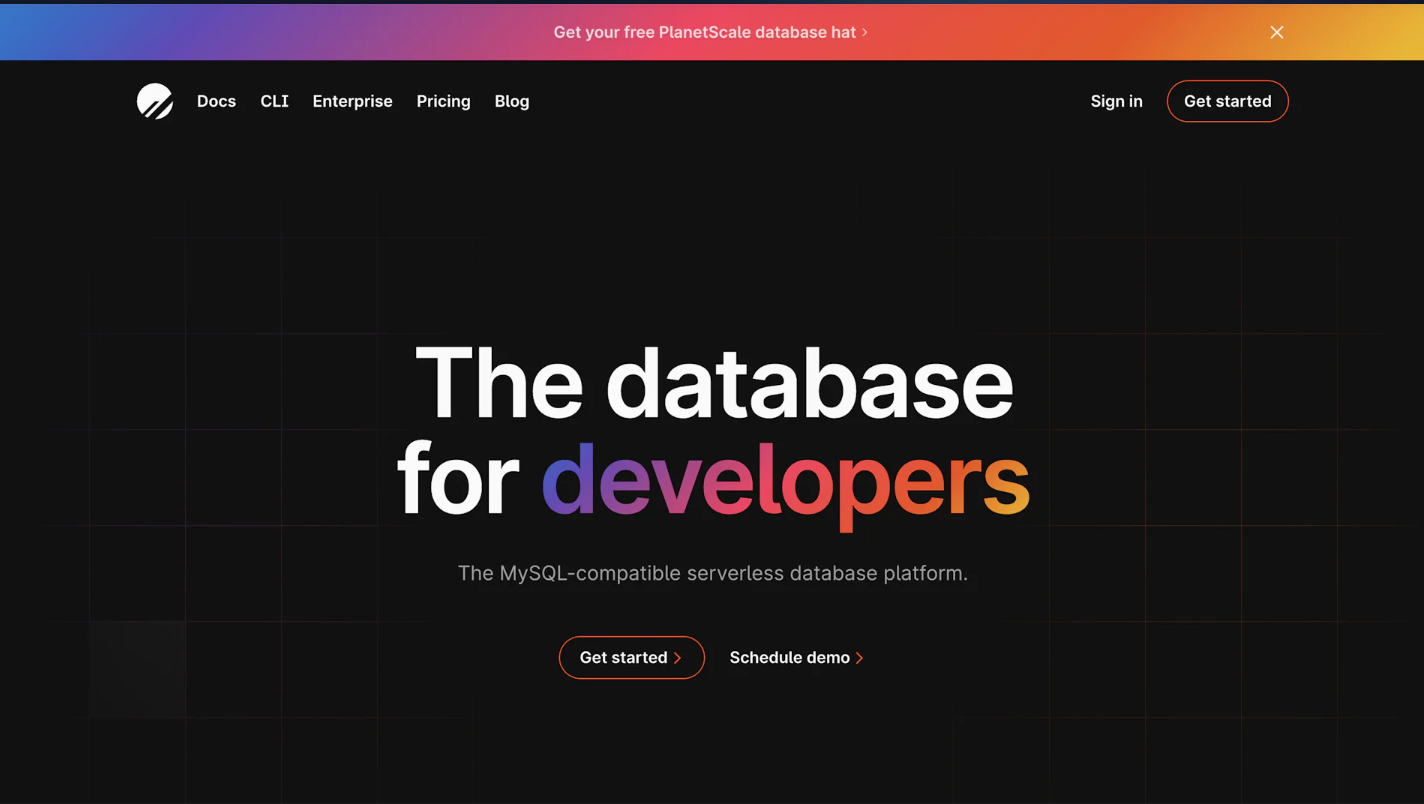 Get your free PlanetScale database hat
Docs CLI Enterprise Pricing Blog Sign in Get started
The database
for developers
The MySQL-compatible serverless database platform.
Get started Schedule demo